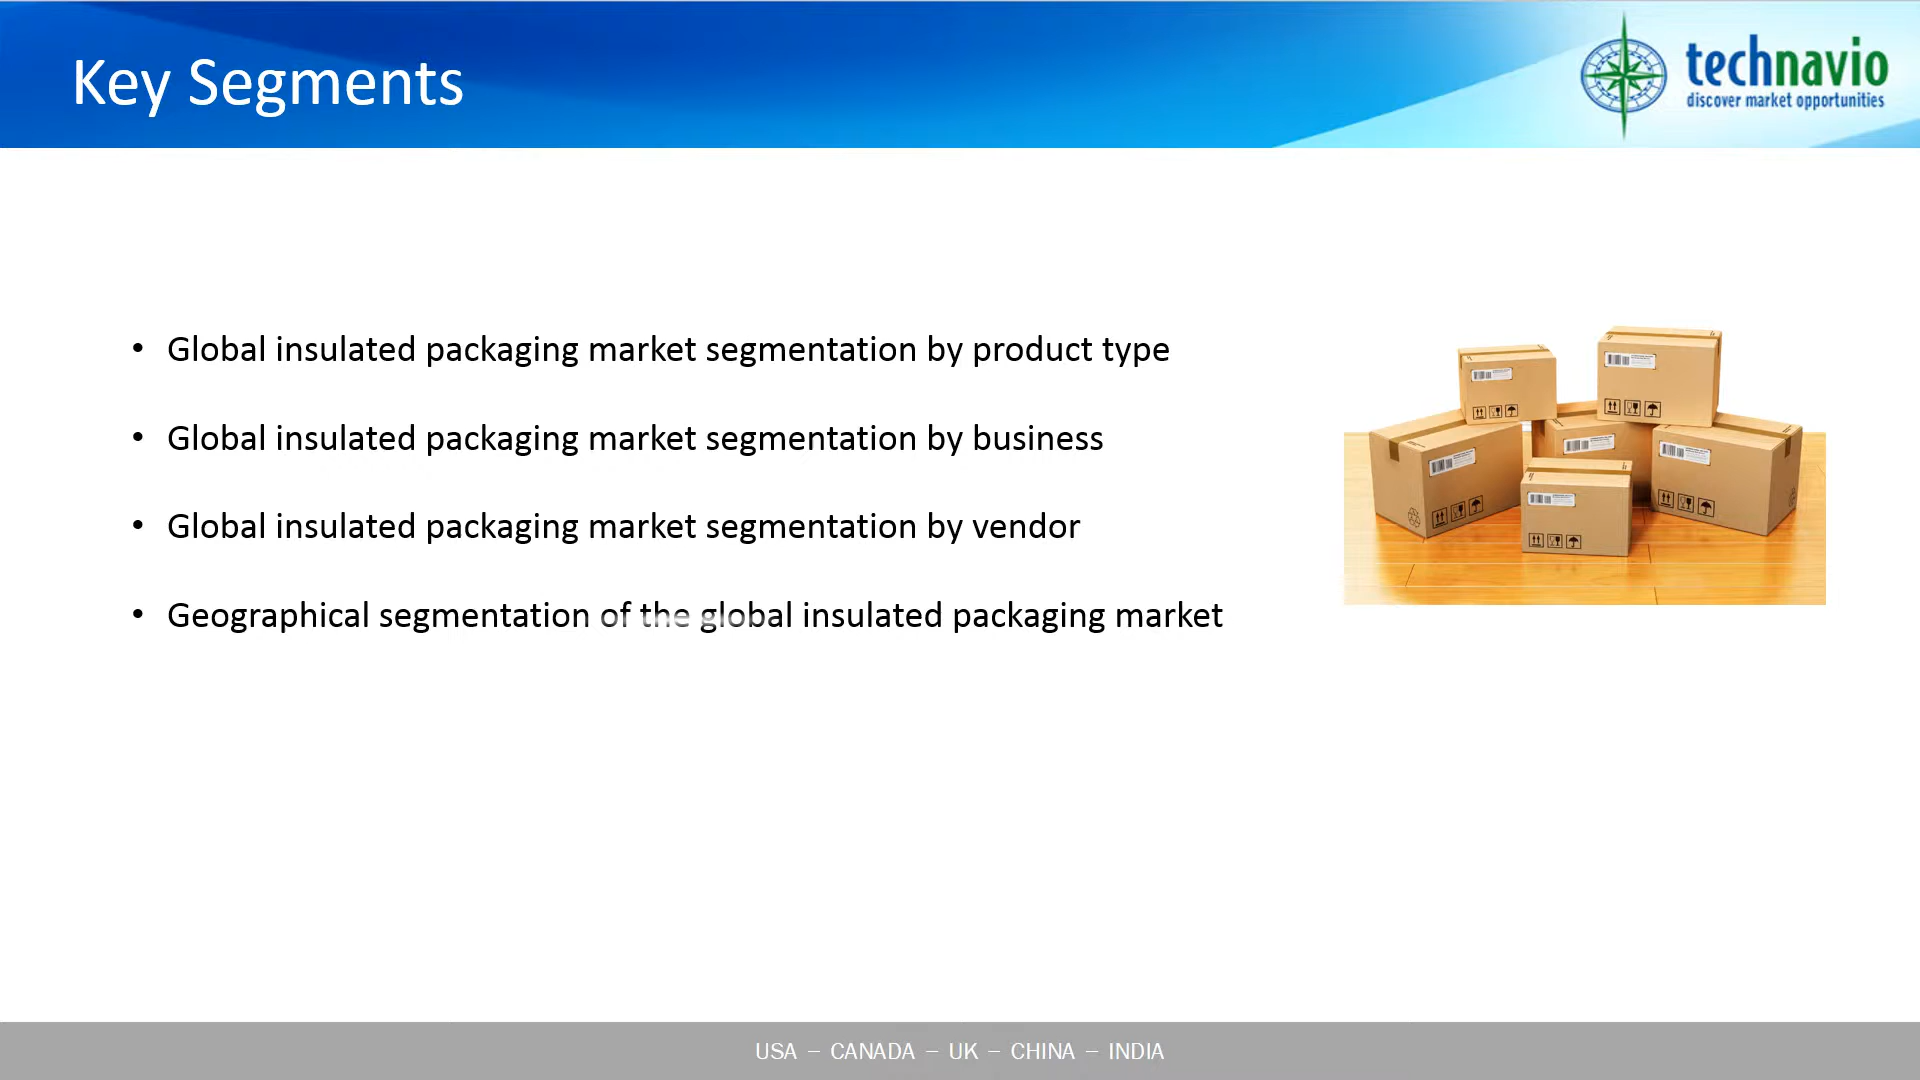 Key Segments
technavio
discover market opportunities
• Global insulated packaging market segmentation by product type
• Global insulated packaging market segmentation by business
• Global insulated packaging market segmentation by vendor
• Geographical segmentation of the global insulated packaging market
USA – CANADA – UK – CHINA – INDIA